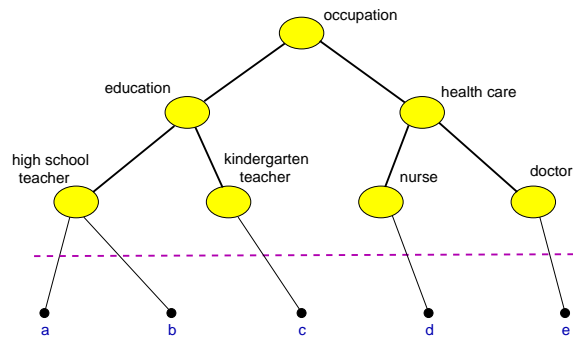 occupation
education
health care
high school
teacher
kindergarten
teacher
nurse
doctor
a
b
c
d
e